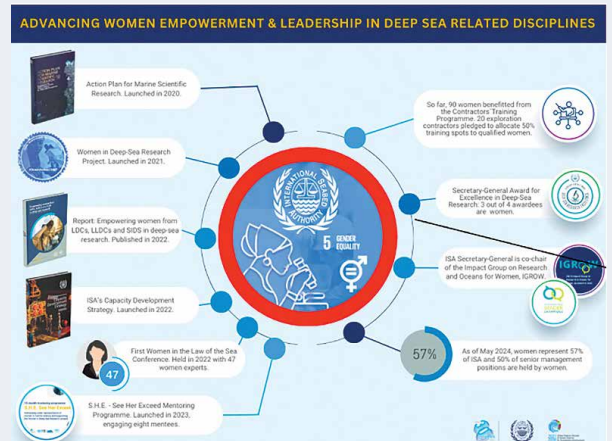 ADVANCING WOMEN EMPOWERMENT & LEADERSHIP IN DEEP SEA RELATED DISCIPLINES
Action Plan for Marine Scientific
Research. Launched in 2020.
Women in Deep-Sea Research
Project. Launched in 2021.
Report: Empowering women from
LDCs, LLDCs and SIDS in deep-sea
research. Published in 2022.
ISA's Capacity Development
Strategy. Launched in 2022.
First Women in the Law of the Sea
Conference. Held in 2022 with 47
women experts.
47
S.H.E. - See Her Exceed Mentoring
Programme. Launched in 2023,
engaging eight mentees.
S.H.E. See Her Exceed
INTERNATIONAL SEABED
AUTHORITY
5 GENDER
EQUALITY
So far, 90 women benefitted from
the Contractors' Training
Programme. 20 exploration
contractors pledged to allocate 50%
training spots to qualified women.
Secretary-General Award for
Excellence in Deep-Sea
Research: 3 out of 4 awardees
are women.
ISA Secretary-General is co-chair
of the Impact Group on Research
and Oceans for Women, IGROW.
IGROW
57%
As of May 2024, women represent 57%
of ISA and 50% of senior management
positions are held by women.